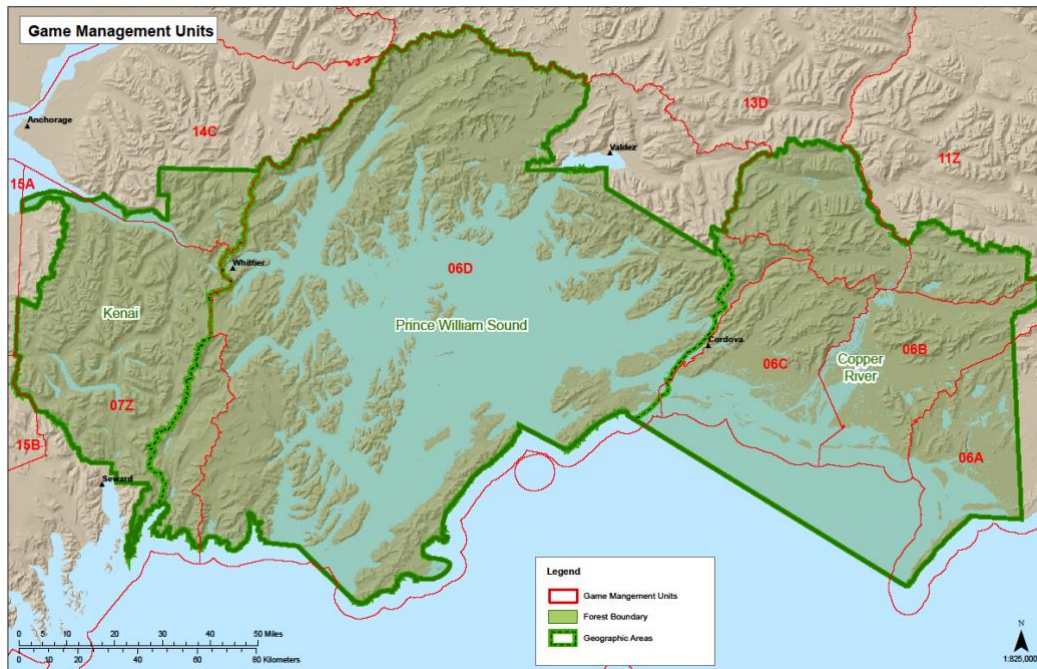 Game Management Units
Anchorage
14C
13D
Valdez
11Z
15A
Whittier
06D
Kenai
Prince William Sound
Cordova
06C
Copper
River
06B
07Z
15B
06A
Seward
Legend
Game Mangement Units
Forest Boundary
Geographic Areas
0 5 10 20 30 40 50 Miles
0 10 20 40 60 80 Kilometers
N
1:825,000